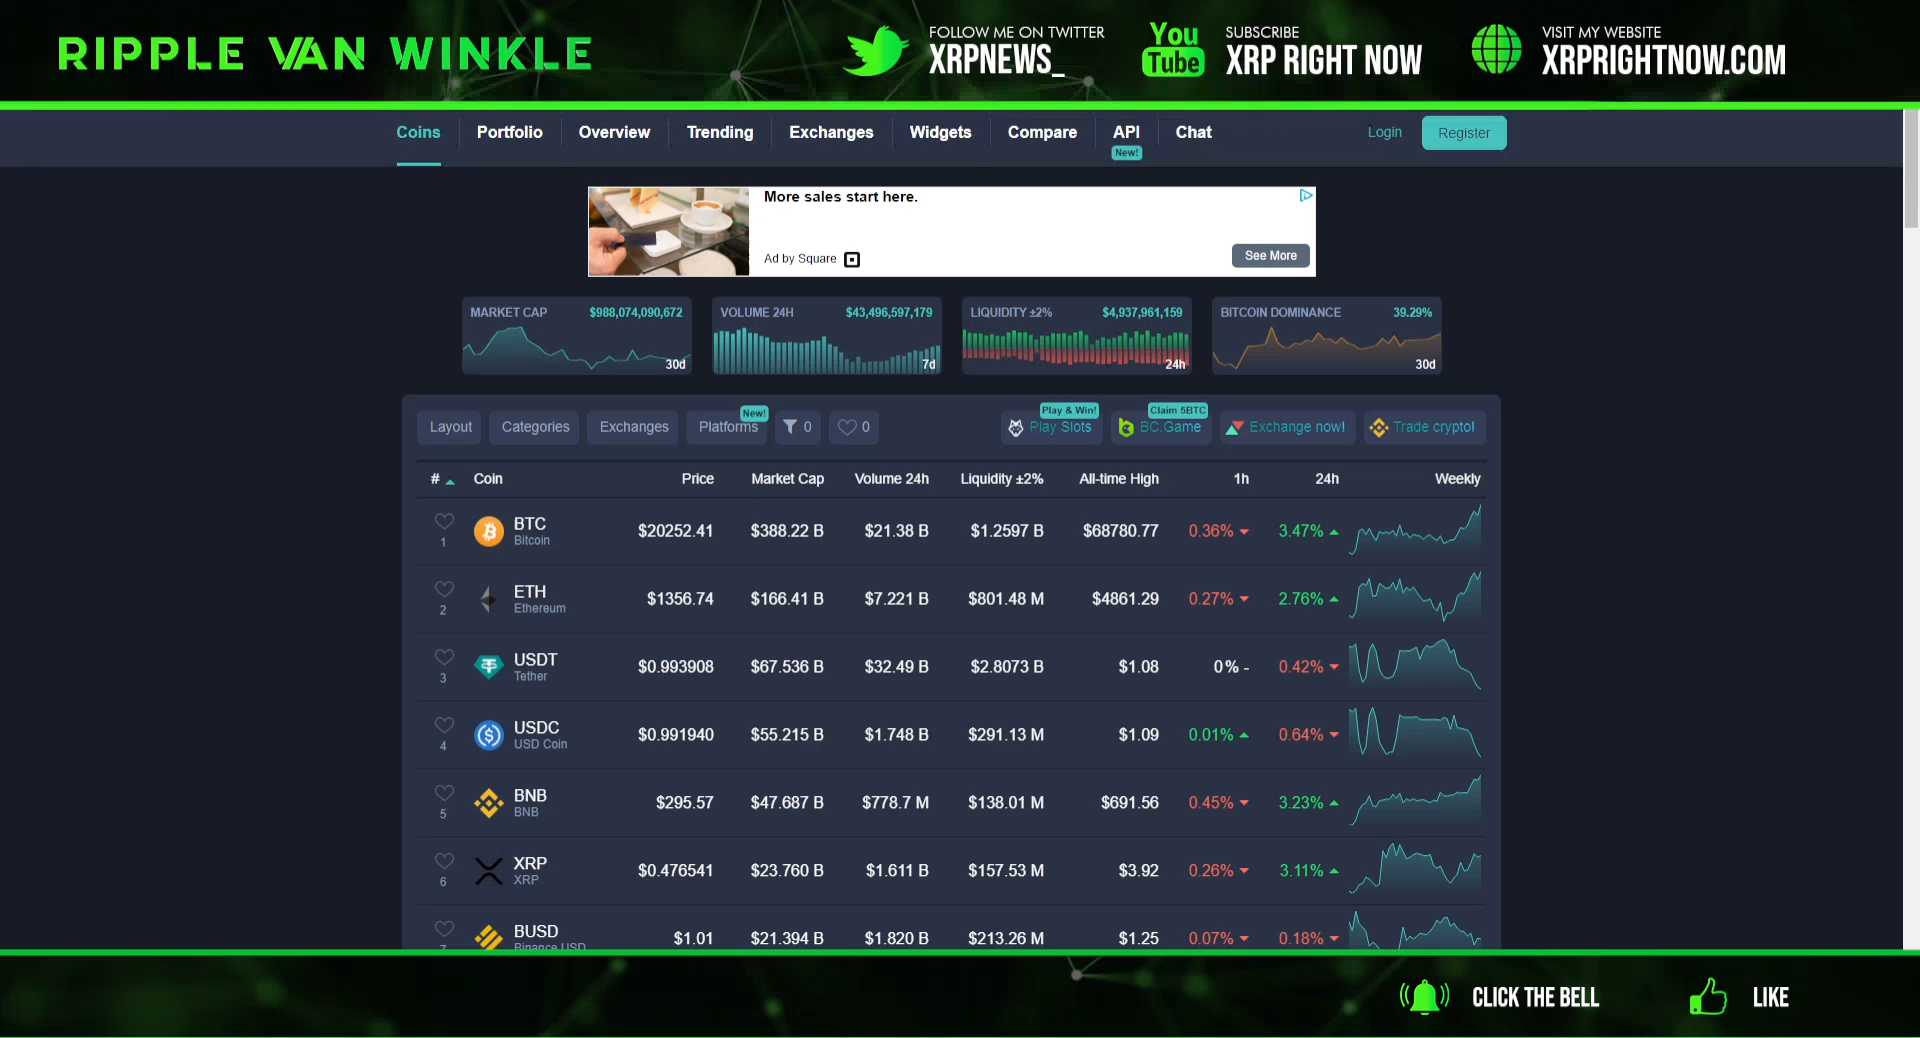 RIPPLE VAN WINKLE
FOLLOW ME ON TWITTER
XRPNEWS_
You
Tube
SUBSCRIBE
XRP RIGHT NOW
VISIT MY WEBSITE
XRPRIGHTNOW.COM
Coins Portfolio Overview Trending Exchanges Widgets Compare API Chat Login Register
New!
More sales start here.
Ad by Square
See More
MARKET CAP $988,074,090,672
30d
VOLUME 24H $43,496,597,179
7d
LIQUIDITY ±2% $4,937,961,159
24h
BITCOIN DOMINANCE 39.29%
30d
New! Play & Win! Claim 5BTC
Layout Categories Exchanges Platforms 0 0 Play Slots BC.Game Exchange now! Trade crypto!
# Coin Price Market Cap Volume 24h Liquidity ±2% All-time High 1h 24h Weekly
1 BTC $20252.41 $388.22 B $21.38 B $1.2597 B $68780.77 0.36% 3.47%
Bitcoin
2 ETH $1356.74 $166.41 B $7.221 B $801.48 M $4861.29 0.27% 2.76%
Ethereum
3 USDT $0.993908 $67.536 B $32.49 B $2.8073 B $1.08 0% - 0.42%
Tether
4 USDC $0.991940 $55.215 B $1.748 B $291.13 M $1.09 0.01% 0.64%
USD Coin
5 BNB $295.57 $47.687 B $778.7 M $138.01 M $691.56 0.45% 3.23%
BNB
6 XRP $0.476541 $23.760 B $1.611 B $157.53 M $3.92 0.26% 3.11%
XRP
7 BUSD $1.01 $21.394 B $1.820 B $213.26 M $1.25 0.07% 0.18%
Binance USD
CLICK THE BELL
LIKE